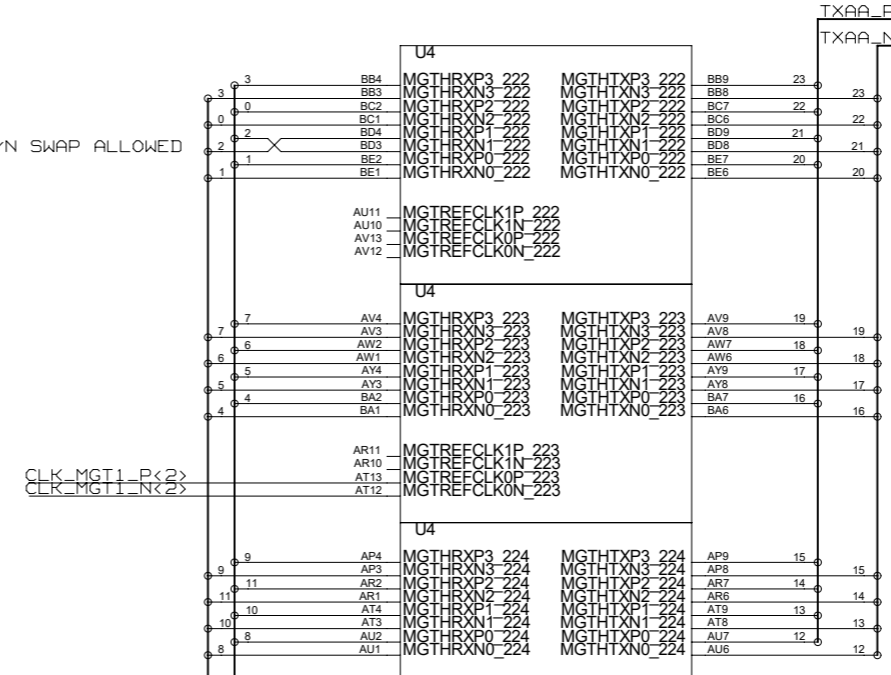 TXAA_P
TXAA_N
U4
3 BB4 MGTHRXP3_222 MGTHTXP3_222 BB9 23
3 BB3 MGTHRXN3_222 MGTHTXN3_222 BB8 23
0 BC2 MGTHRXP2_222 MGTHTXP2_222 BC7 22
0 BC1 MGTHRXN2_222 MGTHTXN2_222 BC6 22
2 BD4 MGTHRXP1_222 MGTHTXP1_222 BD9 21
N SWAP ALLOWED 2 BD3 MGTHRXN1_222 MGTHTXN1_222 BD8 21
1 BE2 MGTHRXP0_222 MGTHTXP0_222 BE7 20
1 BE1 MGTHRXN0_222 MGTHTXN0_222 BE6 20
AU11 MGTREFCLK1P_222
AU10 MGTREFCLK1N_222
AV13 MGTREFCLK0P_222
AV12 MGTREFCLK0N_222
U4
7 AV4 MGTHRXP3_223 MGTHTXP3_223 AV9 19
7 AV3 MGTHRXN3_223 MGTHTXN3_223 AV8 19
6 AW2 MGTHRXP2_223 MGTHTXP2_223 AW7 18
6 AW1 MGTHRXN2_223 MGTHTXN2_223 AW6 18
5 AY4 MGTHRXP1_223 MGTHTXP1_223 AY9 17
5 AY3 MGTHRXN1_223 MGTHTXN1_223 AY8 17
4 BA2 MGTHRXP0_223 MGTHTXP0_223 BA7 16
4 BA1 MGTHRXN0_223 MGTHTXN0_223 BA6 16
AR11 MGTREFCLK1P_223
AR10 MGTREFCLK1N_223
CLK_MGT1_P<2> AT13 MGTREFCLK0P_223
CLK_MGT1_N<2> AT12 MGTREFCLK0N_223
U4
9 AP4 MGTHRXP3_224 MGTHTXP3_224 AP9 15
9 AP3 MGTHRXN3_224 MGTHTXN3_224 AP8 15
11 AR2 MGTHRXP2_224 MGTHTXP2_224 AR7 14
11 AR1 MGTHRXN2_224 MGTHTXN2_224 AR6 14
10 AT4 MGTHRXP1_224 MGTHTXP1_224 AT9 13
10 AT3 MGTHRXN1_224 MGTHTXN1_224 AT8 13
8 AU2 MGTHRXP0_224 MGTHTXP0_224 AU7 12
8 AU1 MGTHRXN0_224 MGTHTXN0_224 AU6 12